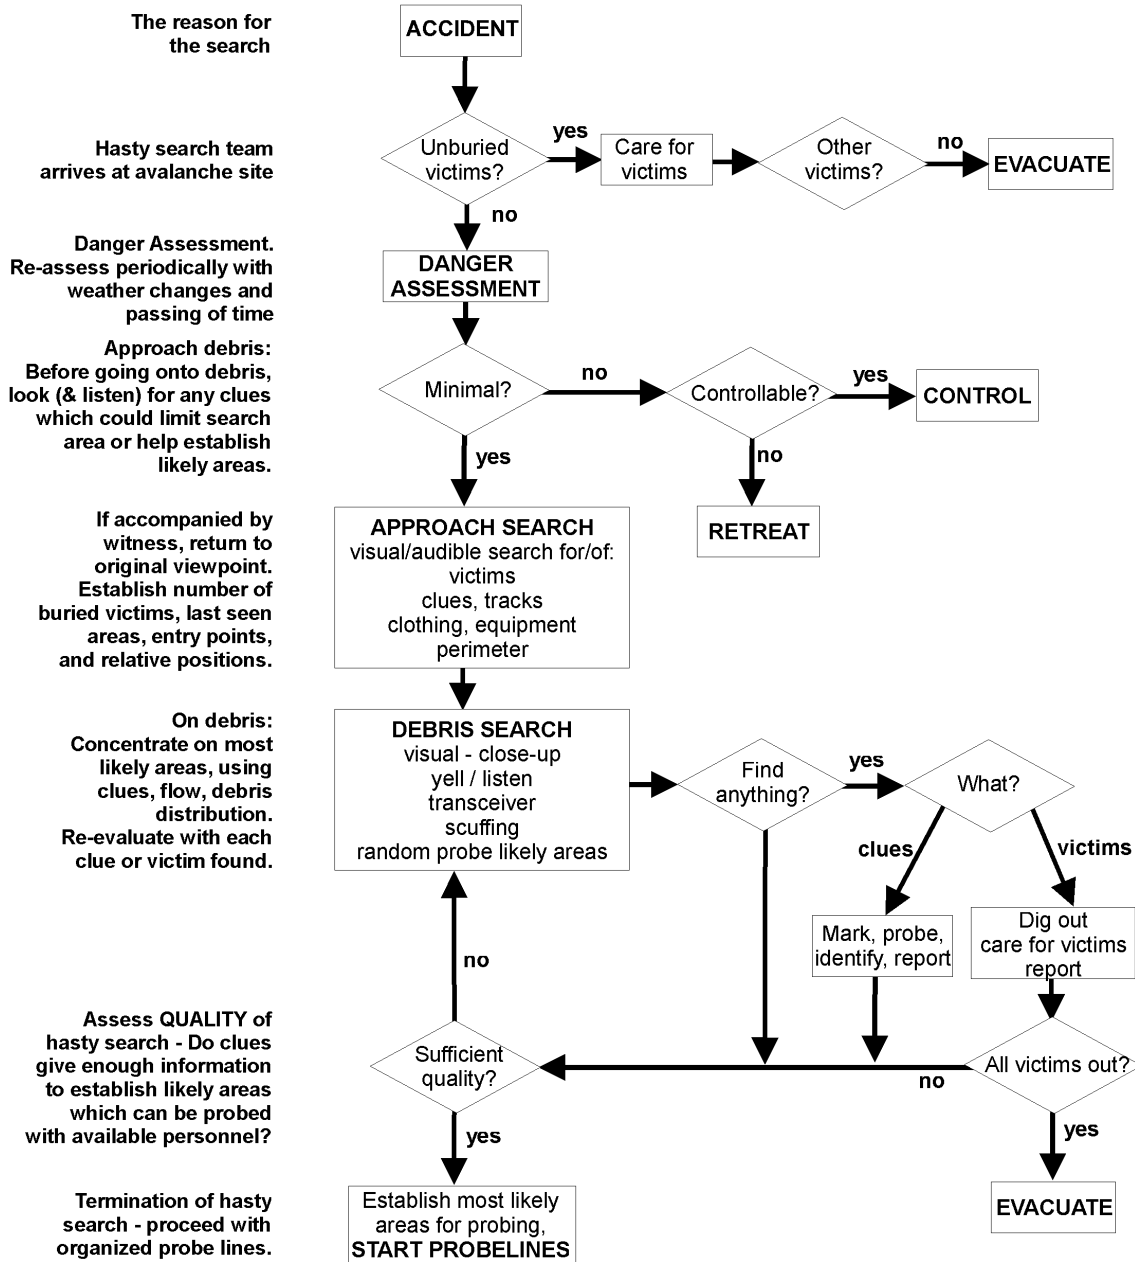 The reason for
the search
ACCIDENT
Hasty search team
arrives at avalanche site
Unburied
victims?
yes
Care for
victims
Other
victims?
no
EVACUATE
no
Danger Assessment.
Re-assess periodically with
weather changes and
passing of time
DANGER
ASSESSMENT
Approach debris:
Before going onto debris,
look (& listen) for any clues
which could limit search
area or help establish
likely areas.
Minimal?
no
Controllable?
yes
CONTROL
yes
no
RETREAT
If accompanied by
witness, return to
original viewpoint.
Establish number of
buried victims, last seen
areas, entry points,
and relative positions.
APPROACH SEARCH
visual/audible search for/of:
victims
clues, tracks
clothing, equipment
perimeter
On debris:
Concentrate on most
likely areas, using
clues, flow, debris
distribution.
Re-evaluate with each
clue or victim found.
DEBRIS SEARCH
visual - close-up
yell / listen
transceiver
scuffing
random probe likely areas
Find
anything?
yes
What?
clues
victims
Mark, probe,
identify, report
Dig out
care for victims
report
no
Assess QUALITY of
hasty search - Do clues
give enough information
to establish likely areas
which can be probed
with available personnel?
Sufficient
quality?
All victims out?
no
yes
yes
EVACUATE
Termination of hasty
search - proceed with
organized probe lines.
Establish most likely
areas for probing,
START PROBELINES